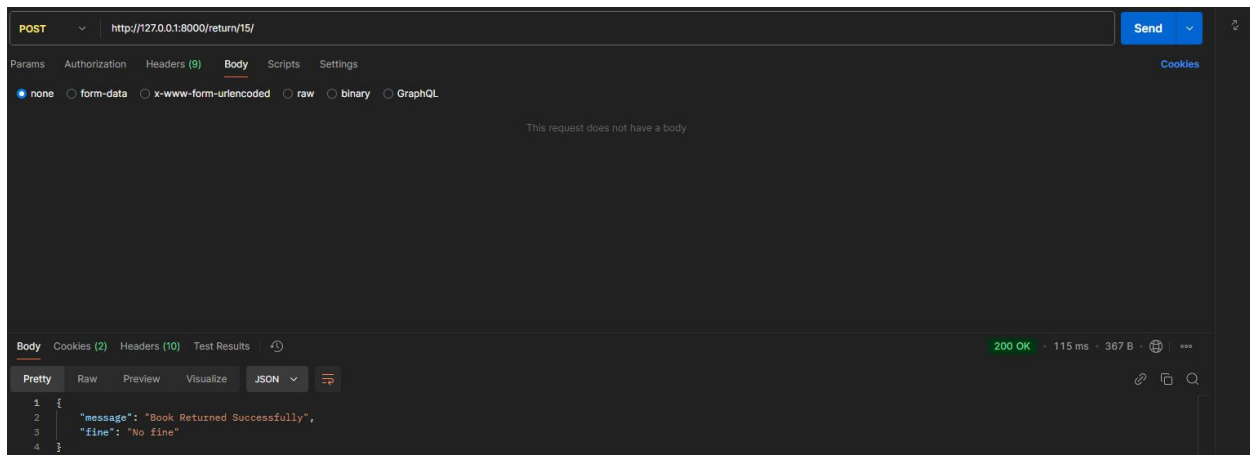 POST http://127.0.0.1:8000/return/15/ Send
Params Authorization Headers (9) Body Scripts Settings Cookies
none form-data x-www-form-urlencoded raw binary GraphQL
This request does not have a body
Body Cookies (2) Headers (10) Test Results 200 OK • 115 ms • 367 B
Pretty Raw Preview Visualize JSON
1 {
2 "message": "Book Returned Successfully",
3 "fine": "No fine"
4 }